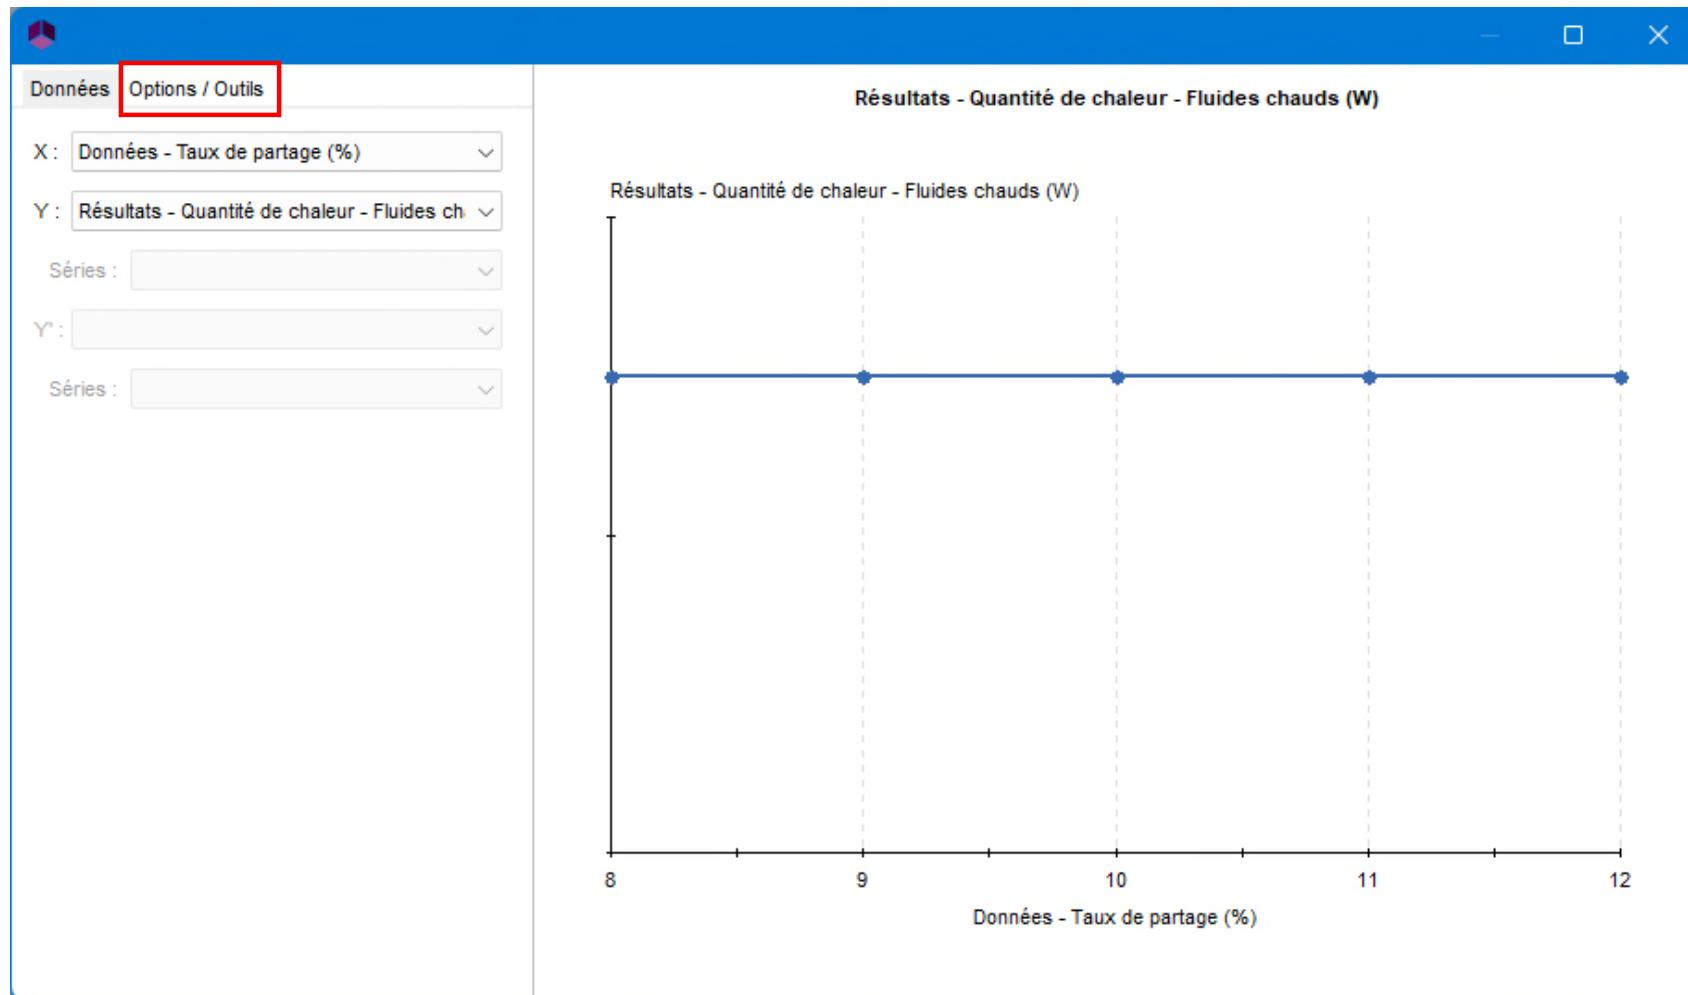 Données Options / Outils
X : Données - Taux de partage (%)
Y : Résultats - Quantité de chaleur - Fluides
Séries :
Y' :
Séries :
Résultats - Quantité de chaleur - Fluides chauds (W)
Résultats - Quantité de chaleur - Fluides chauds (W)
8 9 10 11 12
Données - Taux de partage (%)